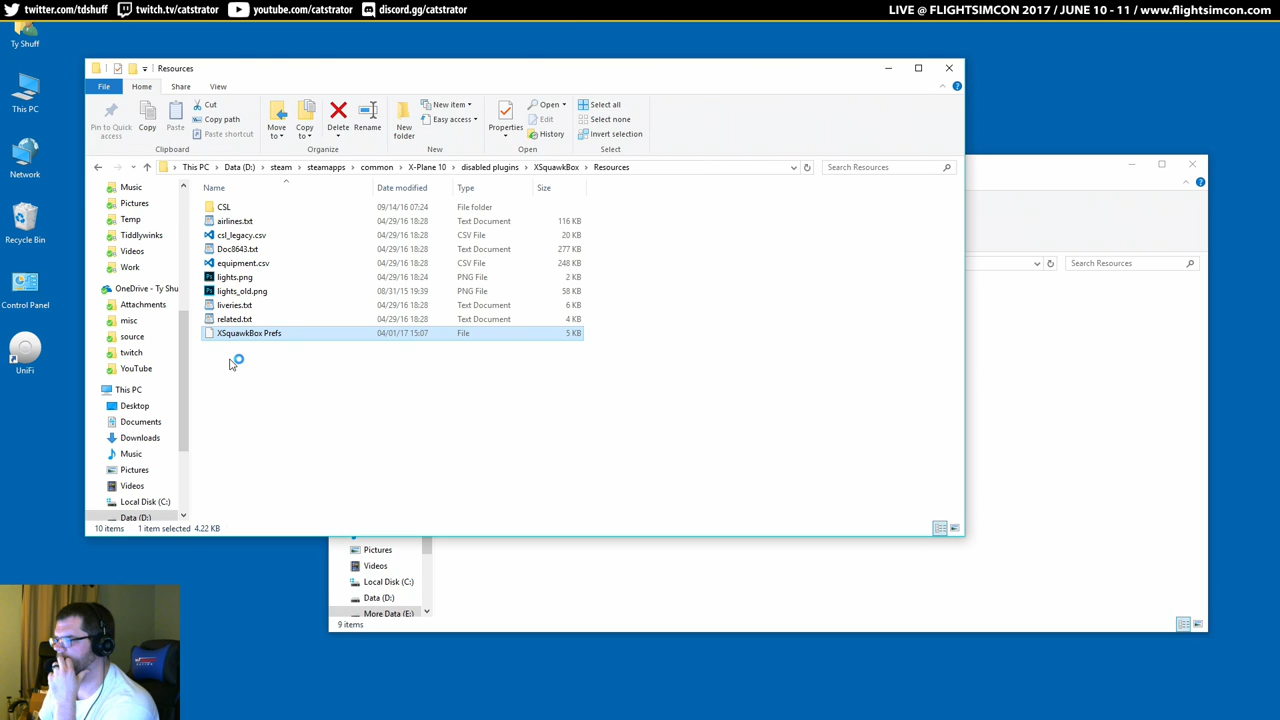 twitter.com/tdshuff twitch.tv/catstrator youtube.com/catstrator discord.gg/catstrator LIVE @ FLIGHTSIMCON 2017 / JUNE 10 - 11 / www.flightsimcon.com
Ty Shuff
This PC
Network
Recycle Bin
Control Panel
UniFi
Resources
File Home Share View
Pin to Quick access
Copy
Paste
Cut
Copy path
Paste shortcut
Clipboard
Move to
Copy to
Delete
Rename
Organize
New folder
New item
Easy access
New
Properties
Open
Edit
History
Open
Select all
Select none
Invert selection
Select
This PC > Data (D:) > steam > steamapps > common > X-Plane 10 > disabled plugins > XSquawkBox > Resources
Search Resources
Music
Pictures
Temp
Tiddlywinks
Videos
Work
OneDrive - Ty Shu
Attachments
misc
source
twitch
YouTube
This PC
Desktop
Documents
Downloads
Music
Pictures
Videos
Local Disk (C:)
Data (D:)
Name Date modified Type Size
CSL 09/14/16 07:24 File folder
airlines.txt 04/29/16 18:28 Text Document 116 KB
csl_legacy.csv 04/29/16 18:28 CSV File 20 KB
Doc8643.txt 04/29/16 18:28 Text Document 277 KB
equipment.csv 04/29/16 18:28 CSV File 248 KB
lights.png 04/29/16 18:24 PNG File 2 KB
lights_old.png 08/31/15 19:39 PNG File 58 KB
liveries.txt 04/29/16 18:28 Text Document 6 KB
related.txt 04/29/16 18:28 Text Document 4 KB
XSquawkBox Prefs 04/01/17 15:07 File 5 KB
10 items 1 item selected 4.22 KB
Search Resources
Pictures
Videos
Local Disk (C:)
Data (D:)
More Data (E:)
9 items